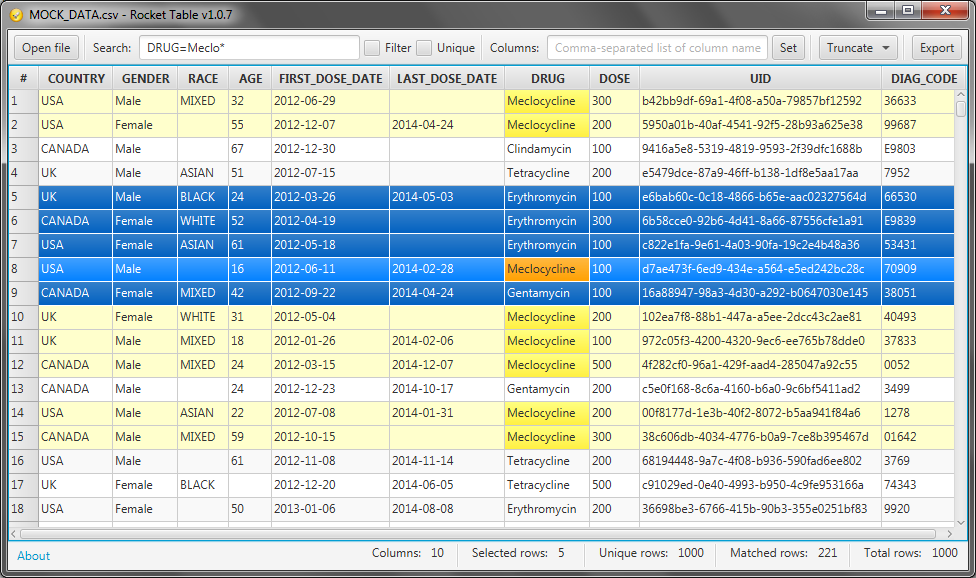 MOCK_DATA.csv - Rocket Table v1.0.7
Open file Search: DRUG=Meclo* Filter Unique Columns: Comma-separated list of column name Set Truncate Export
# COUNTRY GENDER RACE AGE FIRST_DOSE_DATE LAST_DOSE_DATE DRUG DOSE UID DIAG_CODE
1 USA Male MIXED 32 2012-06-29 Meclocycline 300 b42bb9df-69a1-4f08-a50a-79857bf12592 36633
2 USA Female 55 2012-12-07 2014-04-24 Meclocycline 200 5950a01b-40af-4541-92f5-28b93a625e38 99687
3 CANADA Male 67 2012-12-30 Clindamycin 100 9416a5e8-5319-4819-9593-2f39dfc1688b E9803
4 UK Male ASIAN 51 2012-07-15 Tetracycline 200 e5479dce-87a9-46ff-b138-1df8e5aa17aa 7952
5 UK Male BLACK 24 2012-03-26 2014-05-03 Erythromycin 100 e6bab60c-0c18-4866-b65e-aac02327564d 66530
6 CANADA Female WHITE 52 2012-04-19 Erythromycin 300 6b58cce0-92b6-4d41-8a66-87556cfe1a91 E9839
7 USA Female ASIAN 61 2012-05-18 Erythromycin 100 c822e1fa-9e61-4a03-90fa-19c2e4b48a36 53431
8 USA Male 16 2012-06-11 2014-02-28 Meclocycline 100 d7ae473f-6ed9-434e-a564-e5ed242bc28c 70909
9 CANADA Female MIXED 42 2012-09-22 2014-04-24 Gentamycin 100 16a88947-98a3-4d30-a292-b0647030e145 38051
10 UK Female WHITE 31 2012-05-04 Meclocycline 200 102ea7f8-88b1-447a-a5ee-2dcc43c2ae81 40493
11 UK Male MIXED 18 2012-01-26 2014-02-06 Meclocycline 100 972c05f3-4200-4320-9ec6-ee765b78dde0 37833
12 CANADA Male MIXED 24 2012-03-15 2014-12-07 Meclocycline 500 4f282cf0-96a1-429f-aad4-285047a92c55 0052
13 CANADA Male 24 2012-12-23 2014-10-17 Gentamycin 200 c5e0f168-8c6a-4160-b6a0-9c6bf5411ad2 3499
14 USA Male ASIAN 22 2012-07-08 2014-01-31 Meclocycline 200 00f8177d-1e3b-40f2-8072-b5aa941f84a6 1278
15 CANADA Male MIXED 59 2012-10-15 Meclocycline 300 38c606db-4034-4776-b0a9-7ce8b395467d 01642
16 USA Male 61 2012-11-08 2014-11-14 Tetracycline 200 68194448-9a7c-4f08-b936-590fad6ee802 3769
17 UK Female BLACK 2012-12-20 2014-06-05 Tetracycline 500 c91029ed-0e40-4993-b950-4c9fe953166a 74343
18 USA Female 50 2013-01-06 2014-08-08 Erythromycin 200 36698be3-6766-415b-90b3-355e0251bf83 9920
About Columns: 10 Selected rows: 5 Unique rows: 1000 Matched rows: 221 Total rows: 1000